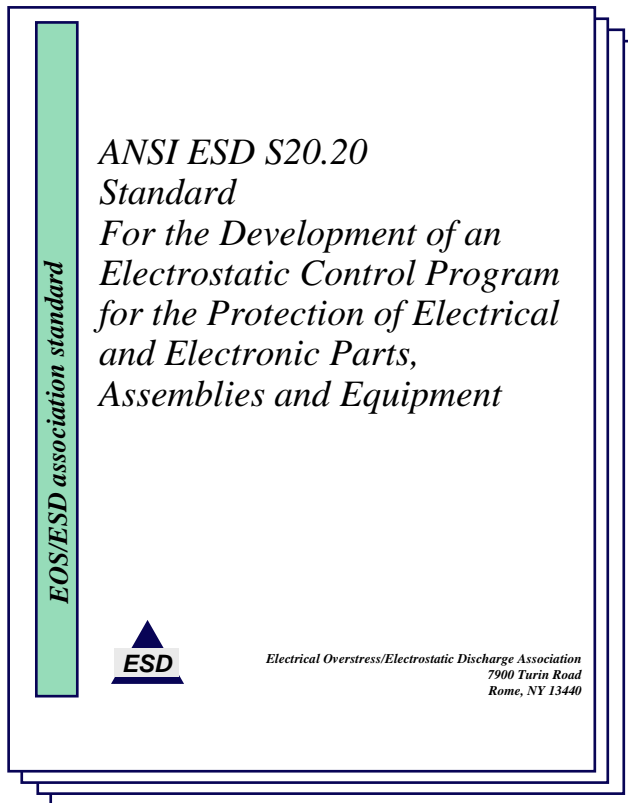 EOS/ESD association standard
ANSI ESD S20.20
Standard
For the Development of an
Electrostatic Control Program
for the Protection of Electrical
and Electronic Parts,
Assemblies and Equipment
ESD
Electrical Overstress/Electrostatic Discharge Association
7900 Turin Road
Rome, NY 13440